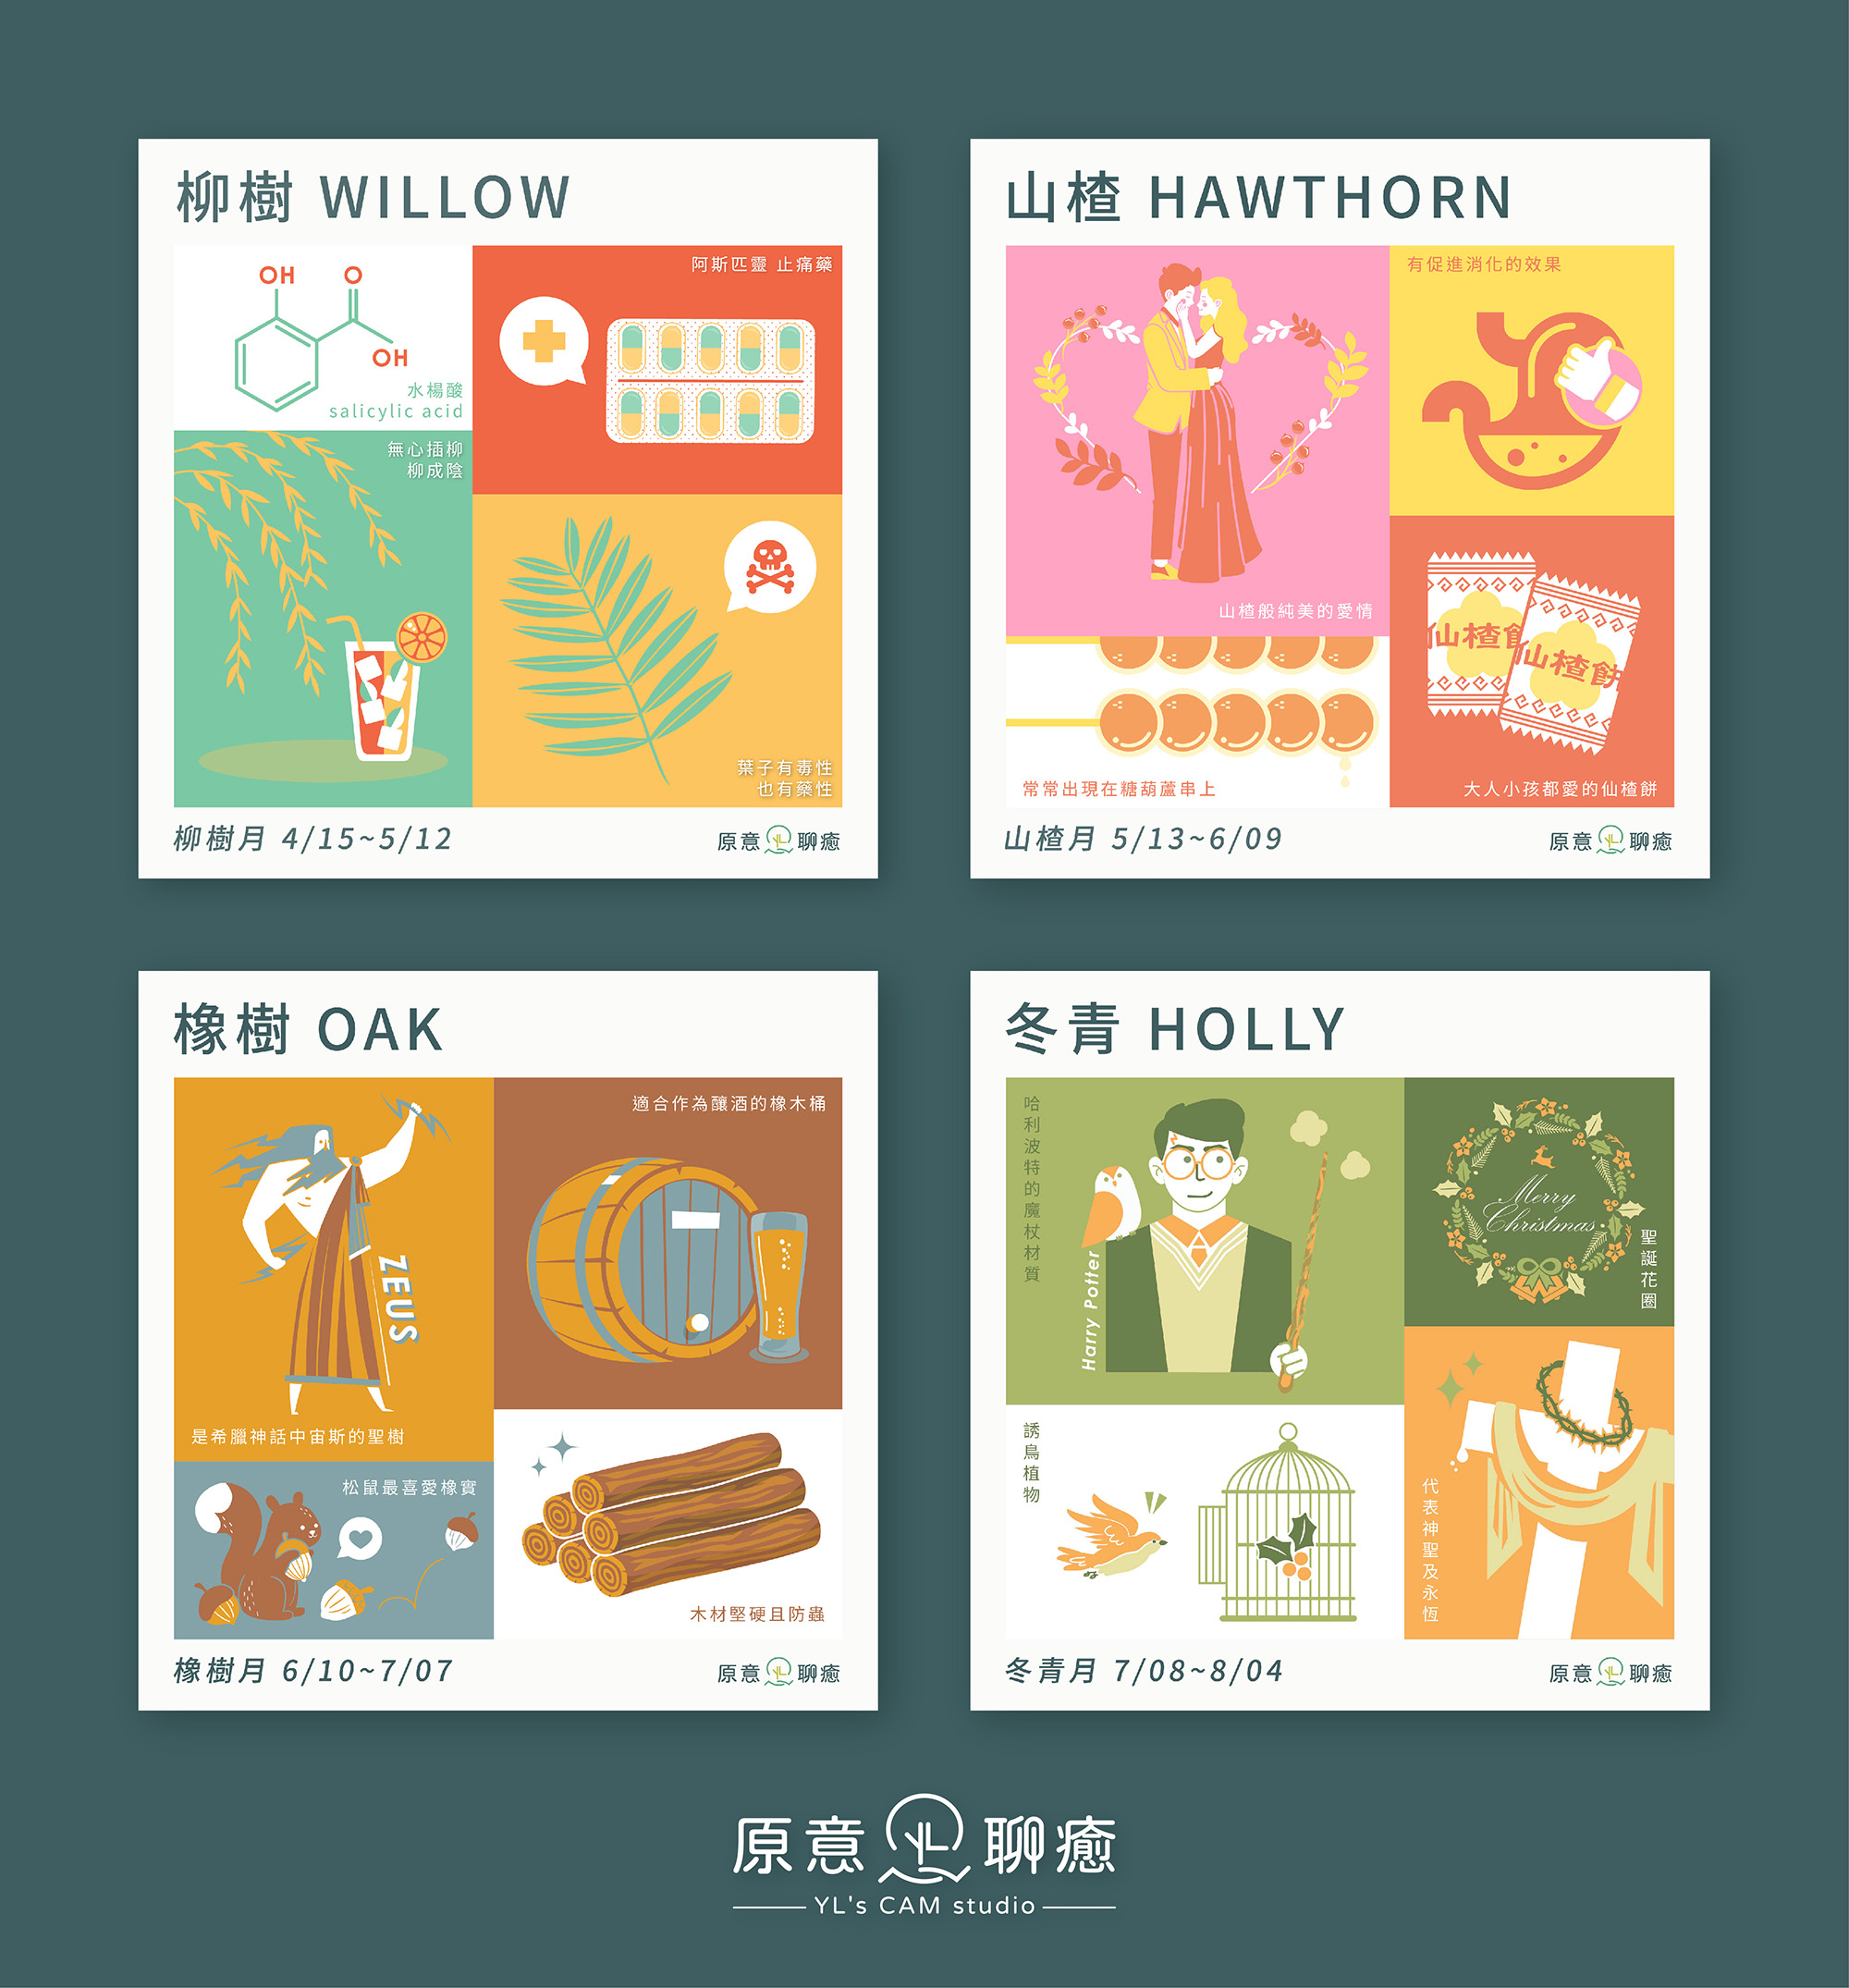 柳樹 WILLOW
OH
O
OH
水楊酸
salicylic acid
阿斯匹靈 止痛藥
無心插柳
柳成陰
葉子有毒性
也有藥性
柳樹月 4/15~5/12
原意 聊癒
山楂 HAWTHORN
山楂般純美的愛情
有促進消化的效果
常常出現在糖葫蘆串上
仙楂餅
仙楂餅
大人小孩都愛的仙楂餅
山楂月 5/13~6/09
原意 聊癒
橡樹 OAK
ZEUS
是希臘神話中宙斯的聖樹
適合作為釀酒的橡木桶
松鼠最喜愛橡實
木材堅硬且防蟲
橡樹月 6/10~7/07
原意 聊癒
冬青 HOLLY
哈利波特的魔杖材質
Harry Potter
Merry
Christmas
聖誕花圈
誘鳥植物
代表神聖及永恆
冬青月 7/08~8/04
原意 聊癒
原意 YL 聊癒
YL's CAM studio